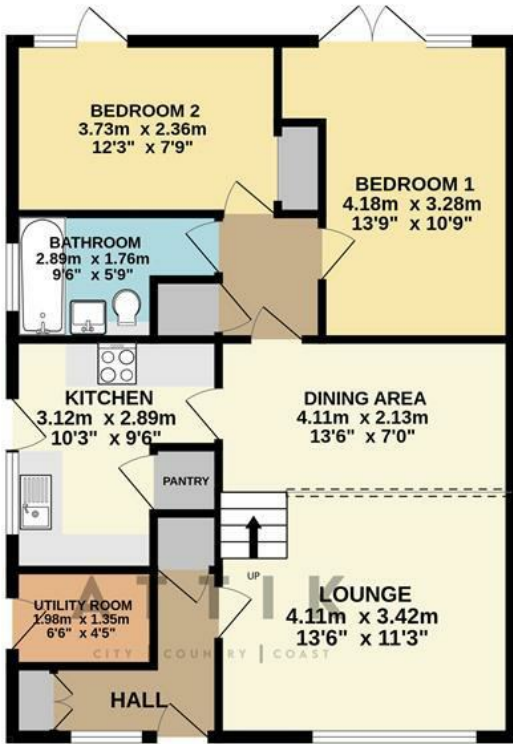 BEDROOM 2
3.73m x 2.36m
12'3" x 7'9"
BEDROOM 1
4.18m x 3.28m
13'9" x 10'9"
BATHROOM
2.89m x 1.76m
9'6" x 5'9"
KITCHEN
3.12m x 2.89m
10'3" x 9'6"
DINING AREA
4.11m x 2.13m
13'6" x 7'0"
PANTRY
UP
LOUNGE
4.11m x 3.42m
13'6" x 11'3"
UTILITY ROOM
1.98m x 1.35m
6'6" x 4'5"
ATTIK
CITY | COUNTRY | COAST
HALL